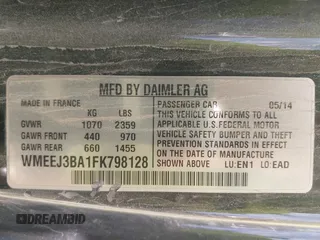 MFD BY DAIMLER AG
MADE IN FRANCE
KG LBS
GVWR 1070 2359
GAWR FRONT 440 970
GAWR REAR 660 1455
WMEEJ3BA1FK798128
PASSENGER CAR 05/14
THIS VEHICLE CONFORMS TO ALL
APPLICABLE U.S.FEDERAL MOTOR
VEHICLE SAFETY BUMPER AND THEFT
PREVENTION STANDARDS IN EFFECT
ON THE DATE OF MANUFACTURE
SHOWN ABOVE LU:EN1 LO EAD
DREAMBID